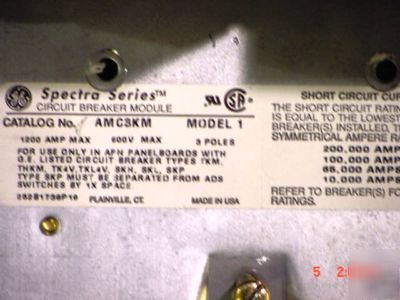 Spectra Series™
CIRCUIT BREAKER MODULE
CATALOG No. AMC3KM MODEL 1
1200 AMP MAX 600V MAX 3 POLES
FOR USE ONLY IN APN PANELBOARDS WITH
G.E. LISTED CIRCUIT BREAKER TYPES TKM,
THKM, TK4V, TKL4V, SKH, SKL, SKP
TYPE SKP MUST BE SEPARATED FROM ADS
SWITCHES BY 1X SPACE
PLAINVILLE, CT. MADE IN USA
SHORT CIRCUIT CUR
THE SHORT CIRCUIT RATIN
IS EQUAL TO THE LOWEST
BREAKER(S) INSTALLED, T
SYMMETRICAL AMPERE RA
200,000 AMP
100,000 AMP
65,000 AMPS
10,000 AMPS
REFER TO BREAKER(S) FO
RATINGS.
5 2: